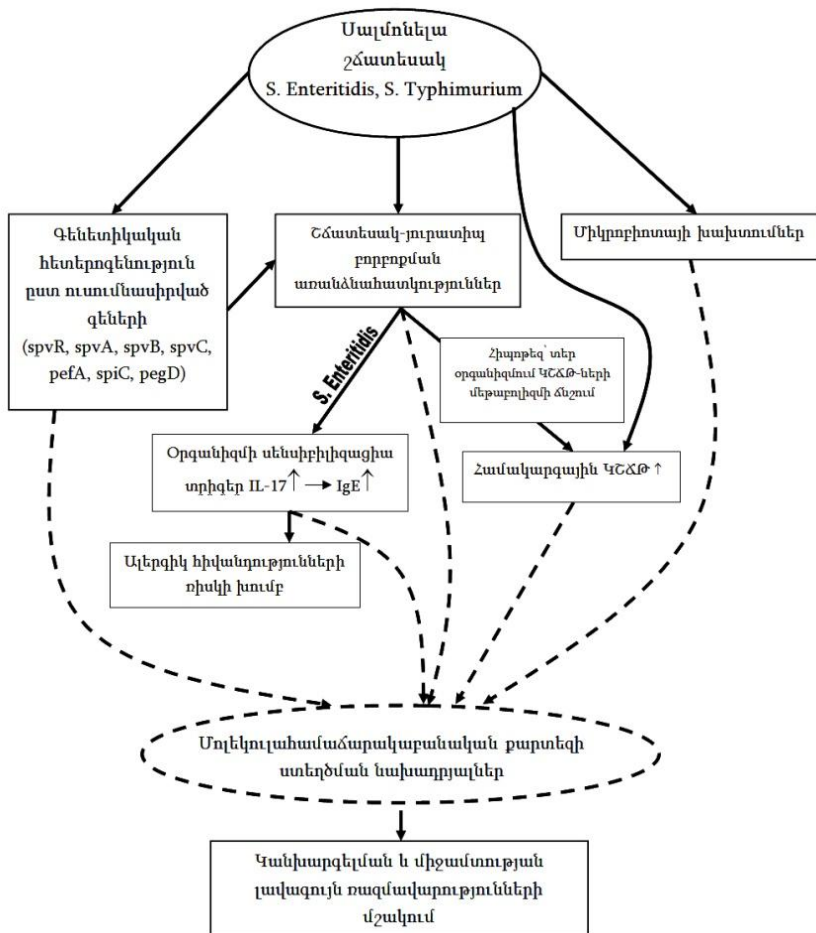 Սալմոնելա
շճատեսակ
S. Enteritidis, S. Typhimurium
Գենետիկական
հետերոգենություն
ըստ ուսումնասիրված
գեների
(spvR, spvA, spvB, spvC,
pefA, spiC, pegD)
Շճատեսակ-յուրատիպ
բորբոքման
առանձնահատկություններ
Միկրոբիոտայի խախտումներ
S. Enteritidis
Հիպոթեզ՝ տեր
օրգանիզմում ԿՇՃԹ-ների
մեթաբոլիզմի ճնշում
Օրգանիզմի սենսիբիլիզացիա
տրիգեր IL-17↑ → IgE↑
Համակարգային ԿՇՃԹ ↑
Ալերգիկ հիվանդությունների
ռիսկի խումբ
Մոլեկուլահամաճարակաբանական քարտեզի
ստեղծման նախադրյալներ
Կանխարգելման և միջամտության
լավագույն ռազմավարությունների
մշակում